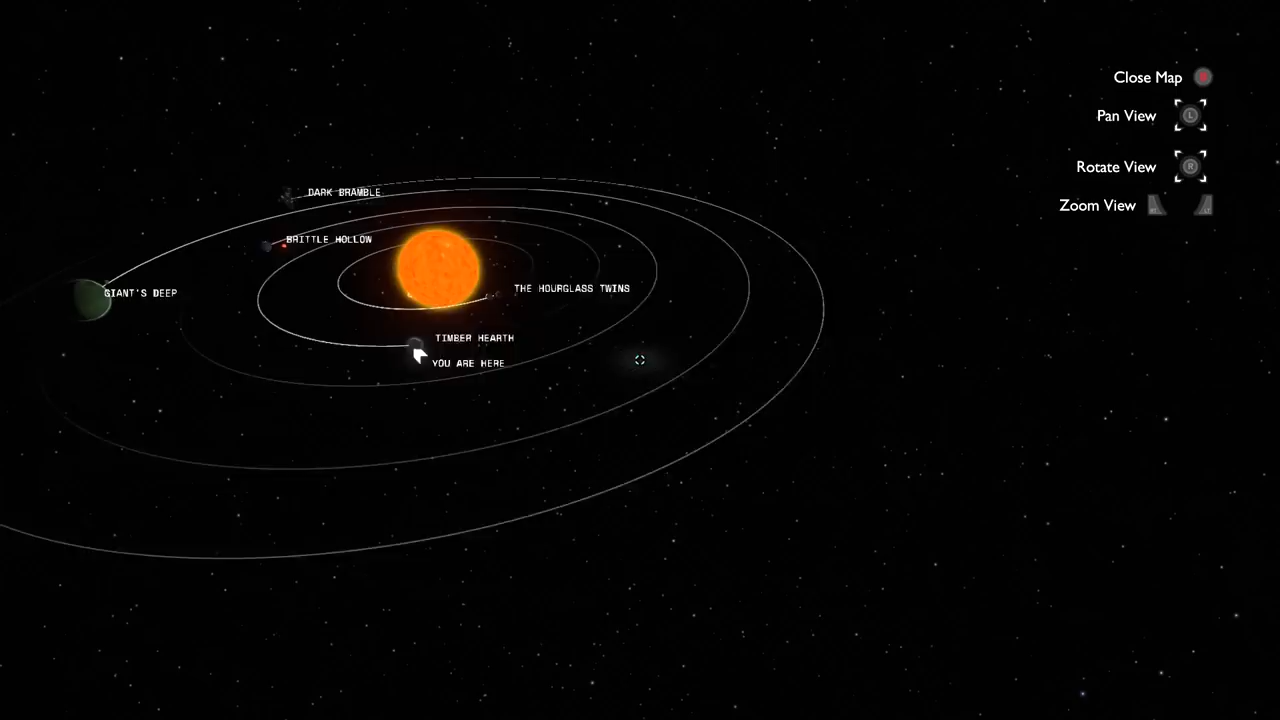 Close Map
Pan View
L
Rotate View
R
Zoom View
DARK BRAMBLE
BRITTLE HOLLOW
GIANT'S DEEP
THE HOURGLASS TWINS
TIMBER HEARTH
YOU ARE HERE